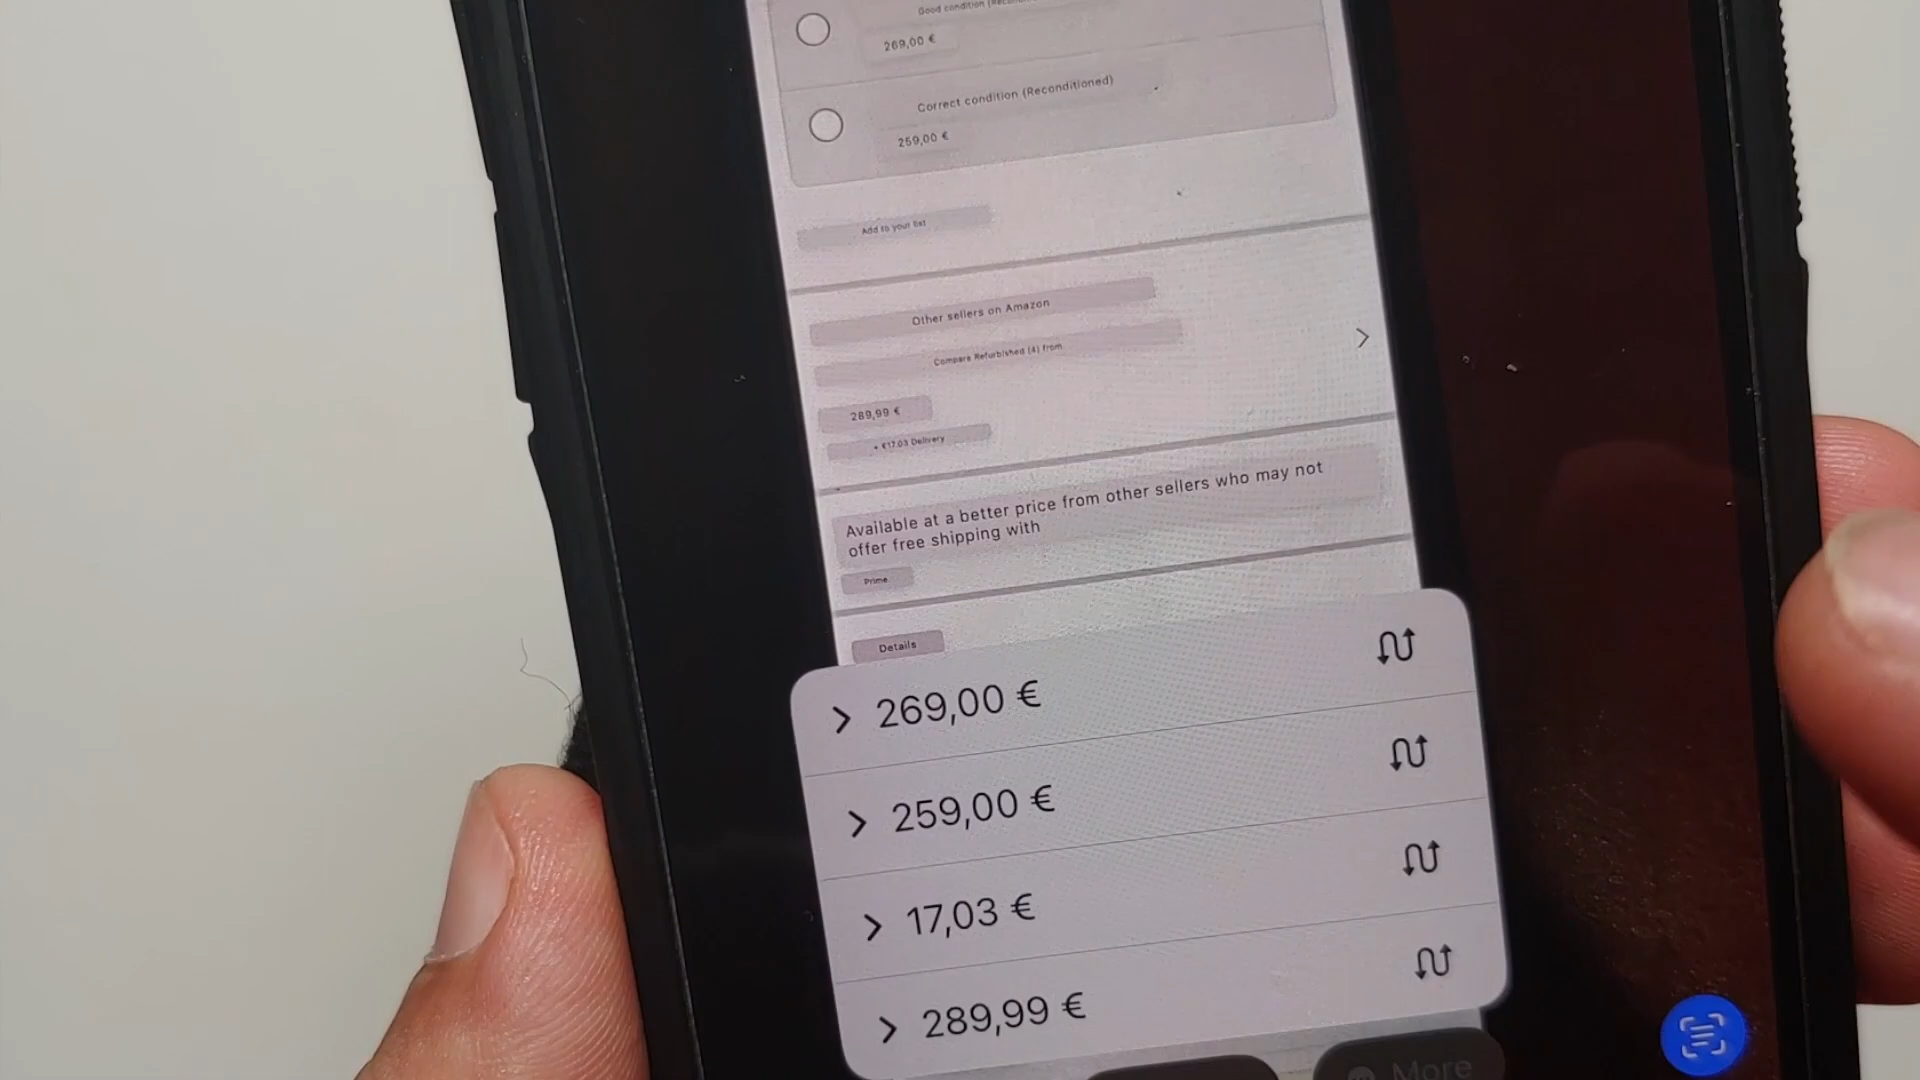 Good condition
269,00 €
Correct condition (Reconditioned)
259,00 €
Add to your list
Other sellers on Amazon
Compare Refurbished (4) from
289,99 €
+ €17.03 Delivery
Available at a better price from other sellers who may not
offer free shipping with
Prime
Details
269,00 €
259,00 €
17,03 €
289,99 €
More